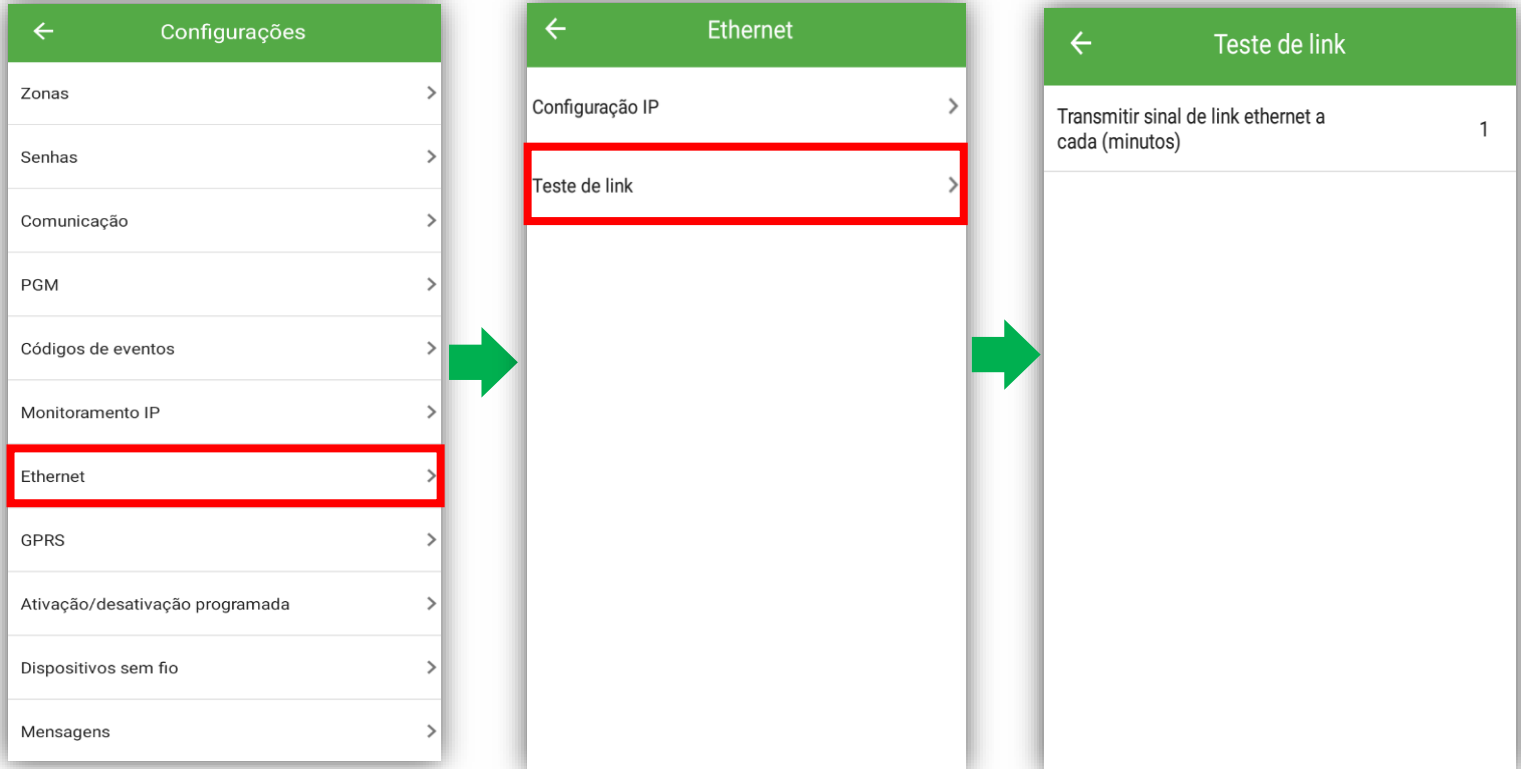 Configurações
Zonas
Senhas
Comunicação
PGM
Códigos de eventos
Monitoramento IP
Ethernet
GPRS
Ativação/desativação programada
Dispositivos sem fio
Mensagens
Ethernet
Configuração IP
Teste de link
Teste de link
Transmitir sinal de link ethernet a
cada (minutos)
1